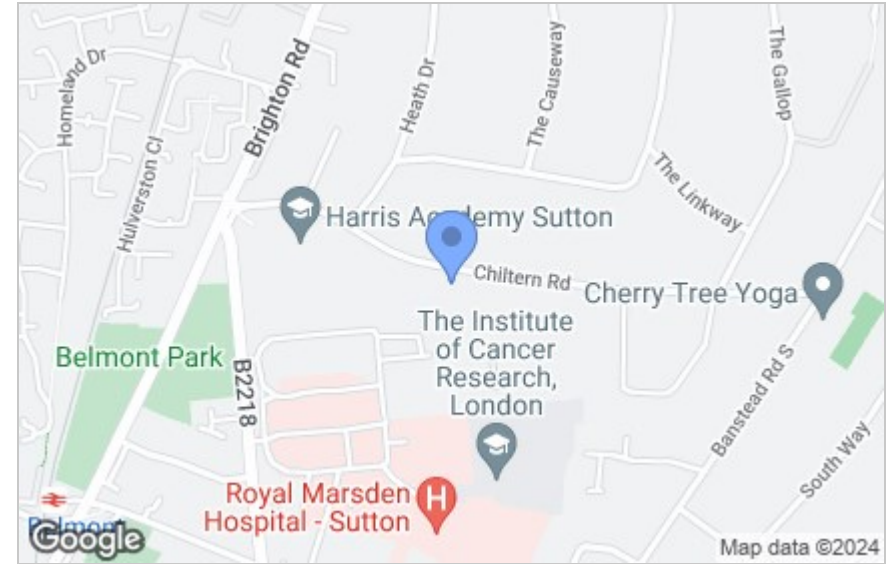 Homeland Dr
Brighton Rd
Heath Dr
The Causeway
The Gallop
Hulverston Cl
The Linkway
Harris Academy Sutton
Chiltern Rd
Cherry Tree Yoga
The Institute
of Cancer
Research,
London
Belmont Park
B2218
Banstead Rd S
South Way
Royal Marsden
Hospital - Sutton
H
Belmont
Google
Map data ©2024